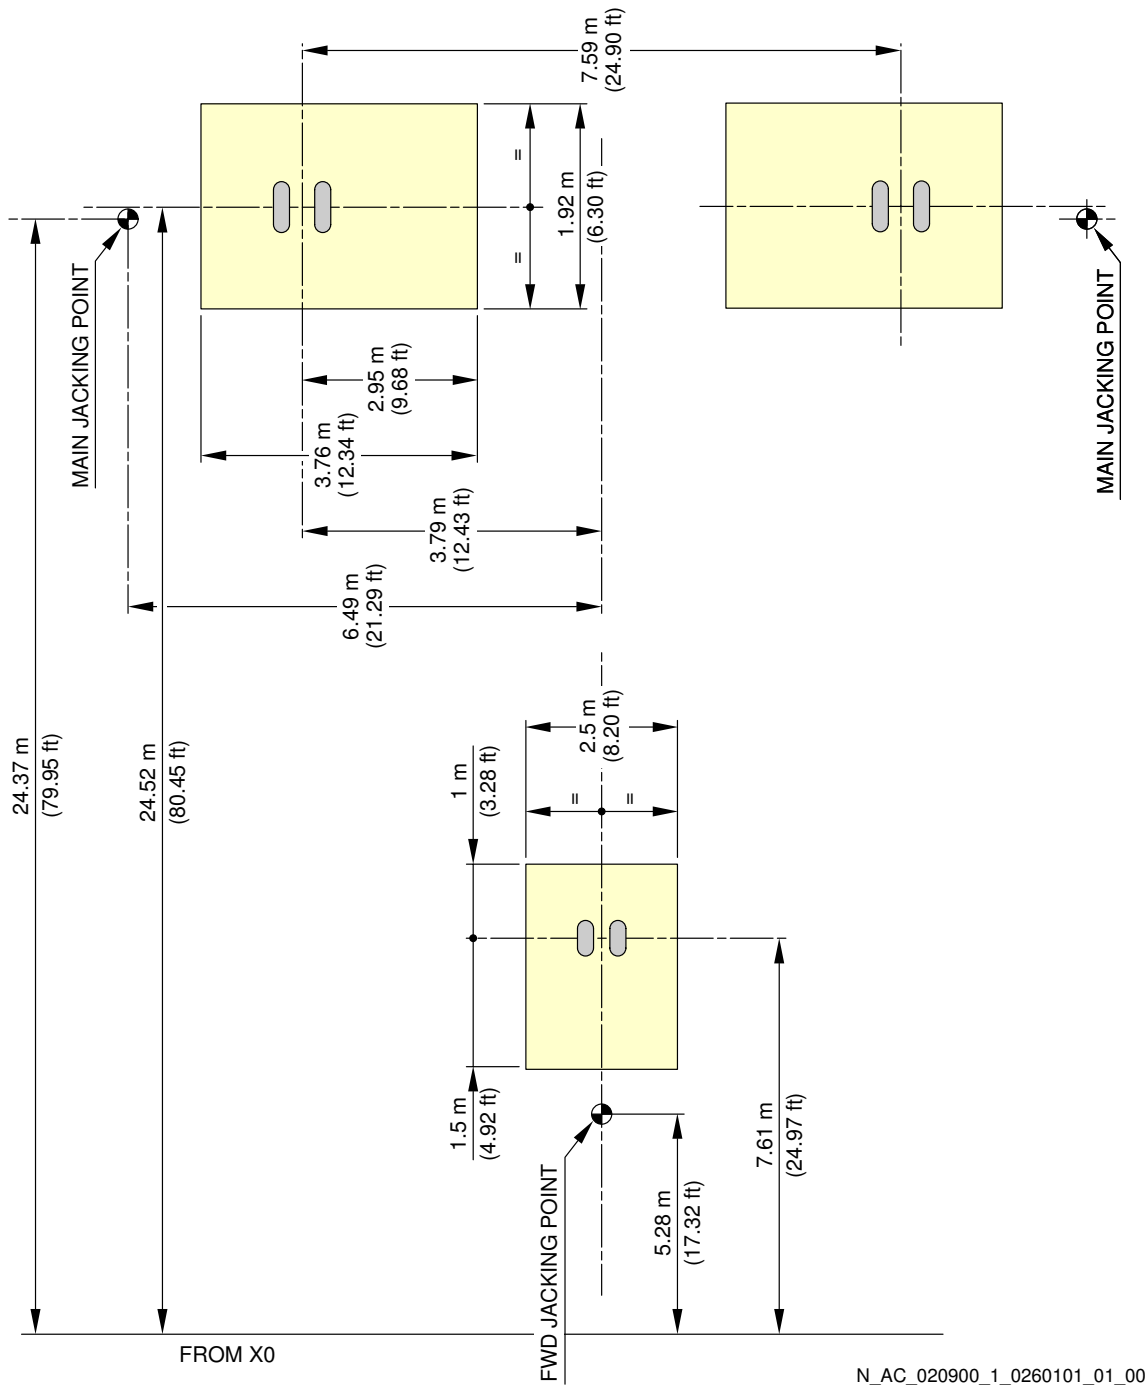 7.59 m
(24.90 ft)
=
=
1.92 m
(6.30 ft)
MAIN JACKING POINT
MAIN JACKING POINT
2.95 m
(9.68 ft)
3.76 m
(12.34 ft)
3.79 m
(12.43 ft)
6.49 m
(21.29 ft)
24.37 m
(79.95 ft)
24.52 m
(80.45 ft)
2.5 m
(8.20 ft)
1 m
(3.28 ft)
=
=
1.5 m
(4.92 ft)
7.61 m
(24.97 ft)
5.28 m
(17.32 ft)
FWD JACKING POINT
FROM X0
N_AC_020900_1_0260101_01_00